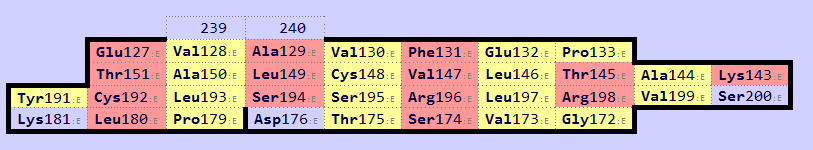 239 240
Glu127:E Val128:E Ala129:E Val130:E Phe131:E Glu132:E Pro133:E
Thr151:E Ala150:E Leu149:E Cys148:E Val147:E Leu146:E Thr145:E Ala144:E Lys143:E
Tyr191:E Cys192:E Leu193:E Ser194:E Ser195:E Arg196:E Leu197:E Arg198:E Val199:E Ser200:E
Lys181:E Leu180:E Pro179:E Asp176:E Thr175:E Ser174:E Val173:E Gly172:E